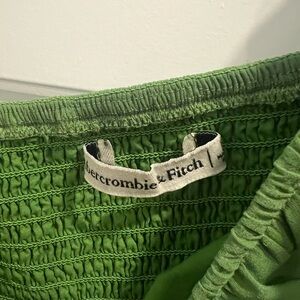 Abercrombie & Fitch |